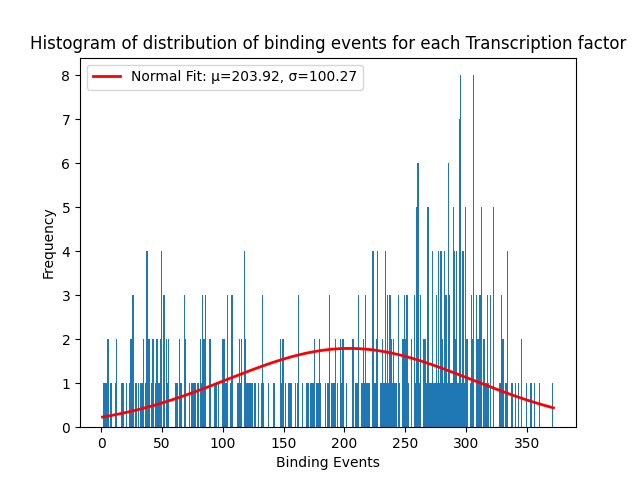 Histogram of distribution of binding events for each Transcription factor
Normal Fit: μ=203.92, σ=100.27
Frequency
8
7
6
5
4
3
2
1
0
0 50 100 150 200 250 300 350
Binding Events